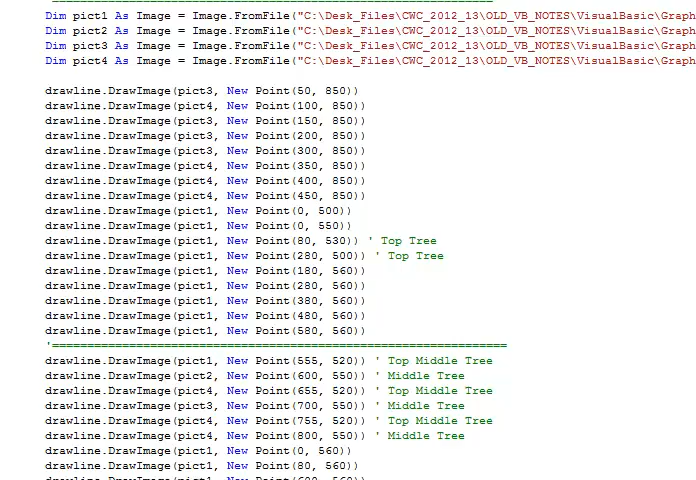 '===============================================================
Dim pict1 As Image = Image.FromFile("C:\Desk_Files\CWC_2012_13\OLD_VB_NOTES\VisualBasic\Graph
Dim pict2 As Image = Image.FromFile("C:\Desk_Files\CWC_2012_13\OLD_VB_NOTES\VisualBasic\Graph
Dim pict3 As Image = Image.FromFile("C:\Desk_Files\CWC_2012_13\OLD_VB_NOTES\VisualBasic\Graph
Dim pict4 As Image = Image.FromFile("C:\Desk_Files\CWC_2012_13\OLD_VB_NOTES\VisualBasic\Graph
drawline.DrawImage(pict3, New Point(50, 850))
drawline.DrawImage(pict4, New Point(100, 850))
drawline.DrawImage(pict3, New Point(150, 850))
drawline.DrawImage(pict3, New Point(200, 850))
drawline.DrawImage(pict3, New Point(300, 850))
drawline.DrawImage(pict4, New Point(350, 850))
drawline.DrawImage(pict4, New Point(400, 850))
drawline.DrawImage(pict4, New Point(450, 850))
drawline.DrawImage(pict1, New Point(0, 500))
drawline.DrawImage(pict1, New Point(0, 550))
drawline.DrawImage(pict1, New Point(80, 530)) ' Top Tree
drawline.DrawImage(pict1, New Point(280, 500)) ' Top Tree
drawline.DrawImage(pict1, New Point(180, 560))
drawline.DrawImage(pict1, New Point(280, 560))
drawline.DrawImage(pict1, New Point(380, 560))
drawline.DrawImage(pict1, New Point(480, 560))
drawline.DrawImage(pict1, New Point(580, 560))
'=================================================================
drawline.DrawImage(pict1, New Point(555, 520)) ' Top Middle Tree
drawline.DrawImage(pict2, New Point(600, 550)) ' Middle Tree
drawline.DrawImage(pict4, New Point(655, 520)) ' Top Middle Tree
drawline.DrawImage(pict3, New Point(700, 550)) ' Middle Tree
drawline.DrawImage(pict4, New Point(755, 520)) ' Top Middle Tree
drawline.DrawImage(pict4, New Point(800, 550)) ' Middle Tree
drawline.DrawImage(pict1, New Point(0, 560))
drawline.DrawImage(pict1, New Point(80, 560))
drawline.DrawImage(pict1, New Point(600, 560))